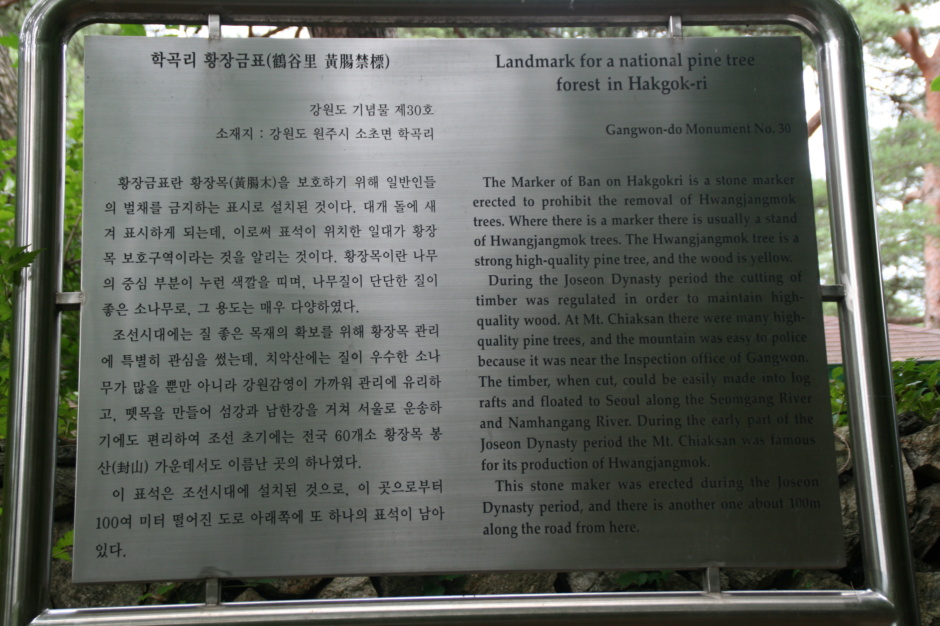 학곡리 황장금표(鶴谷里 黃腸禁標)
강원도 기념물 제30호
소재지 : 강원도 원주시 소초면 학곡리
황장금표란 황장목(黃腸木)을 보호하기 위해 일반인들
의 벌채를 금지하는 표시로 설치된 것이다. 대개 돌에 새
겨 표시하게 되는데, 이로써 표석이 위치한 일대가 황장
목 보호구역이라는 것을 알리는 것이다. 황장목이란 나무
의 중심 부분이 누런 색깔을 띠며, 나무질이 단단한 질이
좋은 소나무로, 그 용도는 매우 다양하였다.
조선시대에는 질 좋은 목재의 확보를 위해 황장목 관리
에 특별히 관심을 썼는데, 치악산에는 질이 우수한 소나
무가 많을 뿐만 아니라 강원감영이 가까워 관리에 유리하
고, 뗏목을 만들어 섬강과 남한강을 거쳐 서울로 운송하
기에도 편리하여 조선 초기에는 전국 60개소 황장목 봉
산(封山) 가운데서도 이름난 곳의 하나였다.
이 표석은 조선시대에 설치된 것으로, 이 곳으로부터
100여 미터 떨어진 도로 아래쪽에 또 하나의 표석이 남아
있다.
Landmark for a national pine tree
forest in Hakgok-ri
Gangwon-do Monument No. 30
The Marker of Ban on Hakgokri is a stone marker
erected to prohibit the removal of Hwangjangmok
trees. Where there is a marker there is usually a stand
of Hwangjangmok trees. The Hwangjangmok tree is a
strong high-quality pine tree, and the wood is yellow.
During the Joseon Dynasty period the cutting of
timber was regulated in order to maintain high-
quality wood. At Mt. Chiaksan there were many high-
quality pine trees, and the mountain was easy to police
because it was near the Inspection office of Gangwon.
The timber, when cut, could be easily made into log
rafts and floated to Seoul along the Seomgang River
and Namhangang River. During the early part of the
Joseon Dynasty period the Mt. Chiaksan was famous
for its production of Hwangjangmok.
This stone maker was erected during the Joseon
Dynasty period, and there is another one about 100m
along the road from here.